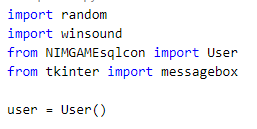 import random
import winsound
from NIMGAMEsqlcon import User
from tkinter import messagebox
user = User()